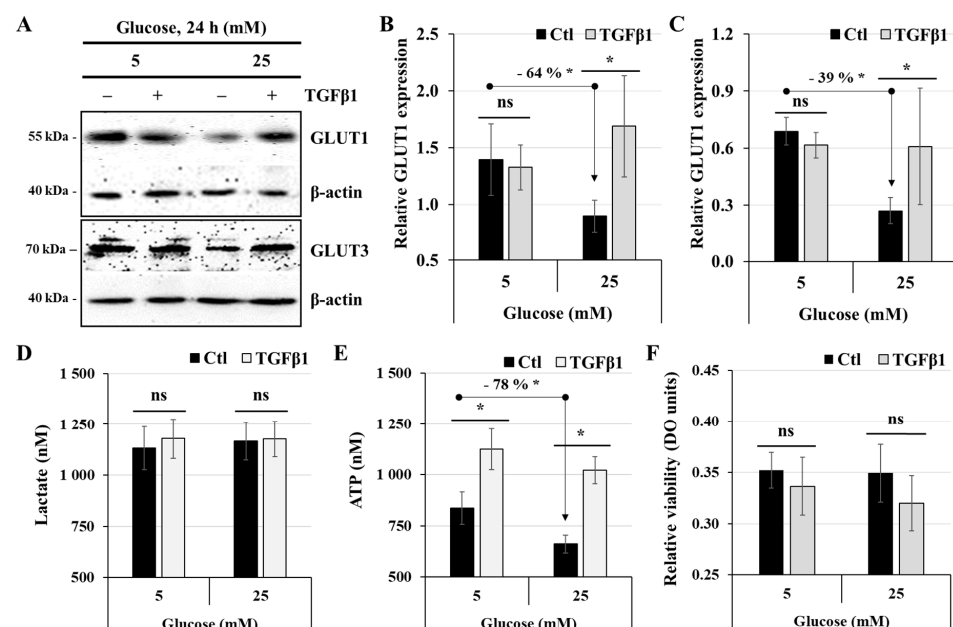 A
Glucose, 24 h (mM)
5 25
– + – + TGFβ1
55 kDa - GLUT1
40 kDa - β-actin
70 kDa – GLUT3
40 kDa - β-actin
B
Ctl TGFβ1
Relative GLUT1 expression
2.5
2.0
1.5
1.0
0.5
- 64 % *
ns
*
5 25
Glucose (mM)
C
Ctl TGFβ1
Relative GLUT1 expression
1.2
0.9
0.6
0.3
0.0
- 39 % *
ns
*
5 25
Glucose (mM)
D
Ctl TGFβ1
Lactate (nM)
1 500
1 250
1 000
750
500
ns
ns
5 25
Glucose (mM)
E
Ctl TGFβ1
ATP (nM)
1 500
1 250
1 000
750
500
- 78 % *
*
*
5 25
Glucose (mM)
F
Ctl TGFβ1
Relative viability (DO units)
0.45
0.40
0.35
0.30
0.25
ns
ns
5 25
Glucose (mM)